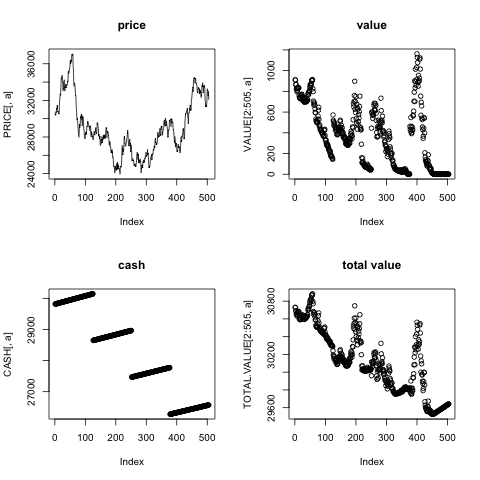 price
PRICE[, a]
24000 28000 32000 36000
0 100 200 300 400 500
Index
value
VALUE[2:505, a]
0 200 600 1000
0 100 200 300 400 500
Index
cash
CASH[, a]
27000 29000
0 100 200 300 400 500
Index
total value
TOTAL.VALUE[2:505, a]
29600 30200 30800
0 100 200 300 400 500
Index